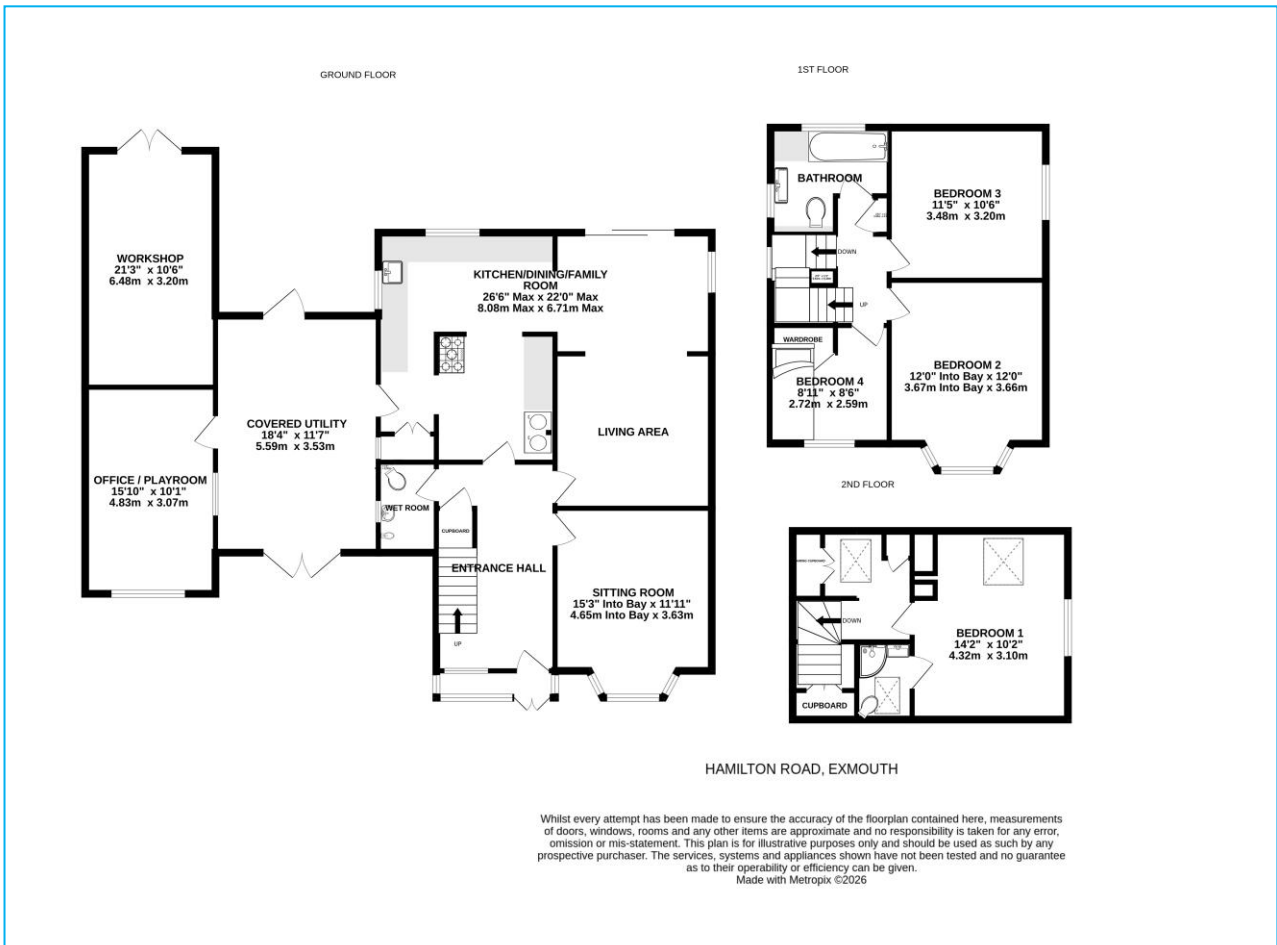 GROUND FLOOR
WORKSHOP
21'3" x 10'6"
6.48m x 3.20m
KITCHEN/DINING/FAMILY
ROOM
26'6" Max x 22'0" Max
8.08m Max x 6.71m Max
COVERED UTILITY
18'4" x 11'7"
5.59m x 3.53m
LIVING AREA
OFFICE / PLAYROOM
15'10" x 10'1"
4.83m x 3.07m
WET ROOM
CUPBOARD
ENTRANCE HALL
UP
SITTING ROOM
15'3" Into Bay x 11'11"
4.65m Into Bay x 3.63m
1ST FLOOR
BATHROOM
BEDROOM 3
11'5" x 10'6"
3.48m x 3.20m
DOWN
UP
WARDROBE
BEDROOM 4
8'11" x 8'6"
2.72m x 2.59m
BEDROOM 2
12'0" Into Bay x 12'0"
3.67m Into Bay x 3.66m
2ND FLOOR
DOWN
BEDROOM 1
14'2" x 10'2"
4.32m x 3.10m
CUPBOARD
HAMILTON ROAD, EXMOUTH
Whilst every attempt has been made to ensure the accuracy of the floorplan contained here, measurements
of doors, windows, rooms and any other items are approximate and no responsibility is taken for any error,
omission or mis-statement. This plan is for illustrative purposes only and should be used as such by any
prospective purchaser. The services, systems and appliances shown have not been tested and no guarantee
as to their operability or efficiency can be given.
Made with Metropix ©2026